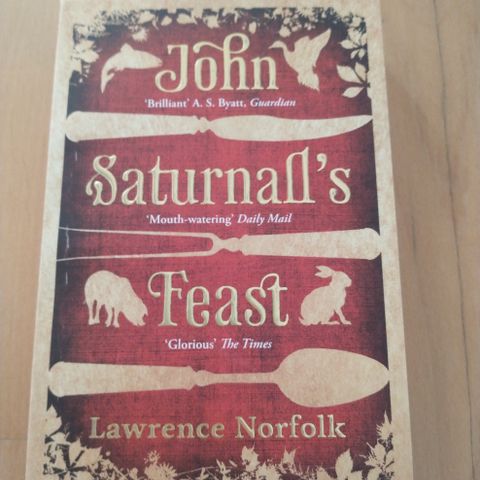 John
'Brilliant' A. S. Byatt, Guardian
Saturnall's
'Mouth-watering' Daily Mail
Feast
'Glorious' The Times
Lawrence Norfolk